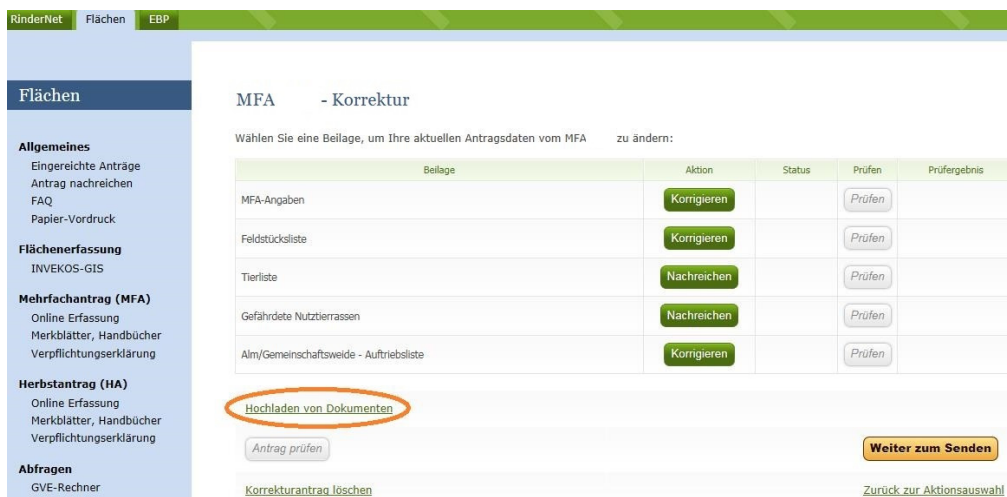 RinderNet Flächen EBP
Flächen
Allgemeines
Eingereichte Anträge
Antrag nachreichen
FAQ
Papier-Vordruck
Flächenerfassung
INVEKOS-GIS
Mehrfachantrag (MFA)
Online Erfassung
Merkblätter, Handbücher
Verpflichtungserklärung
Herbstantrag (HA)
Online Erfassung
Merkblätter, Handbücher
Verpflichtungserklärung
Abfragen
GVE-Rechner
MFA - Korrektur
Wählen Sie eine Beilage, um Ihre aktuellen Antragsdaten vom MFA zu ändern:
Beilage Aktion Status Prüfen Prüfergebnis
MFA-Angaben Korrigieren Prüfen
Feldstücksliste Korrigieren Prüfen
Tierliste Nachreichen Prüfen
Gefährdete Nutztierrassen Nachreichen Prüfen
Alm/Gemeinschaftsweide - Auftriebsliste Korrigieren Prüfen
Hochladen von Dokumenten
Antrag prüfen Weiter zum Senden
Korrekturantrag löschen Zurück zur Aktionsauswahl